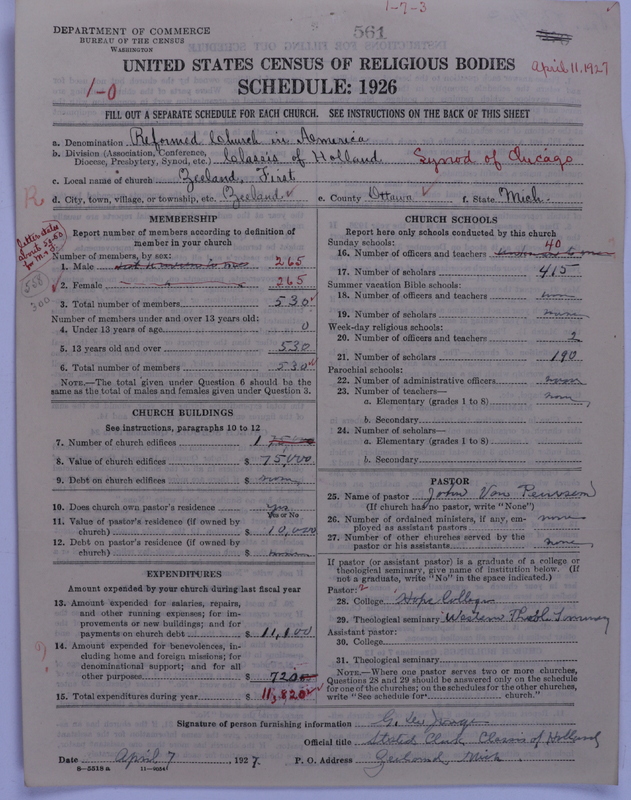 1-7-3
DEPARTMENT OF COMMERCE
BUREAU OF THE CENSUS
WASHINGTON
561
UNITED STATES CENSUS OF RELIGIOUS BODIES
April 11, 1927
SCHEDULE: 1926
1-0
FILL OUT A SEPARATE SCHEDULE FOR EACH CHURCH. SEE INSTRUCTIONS ON THE BACK OF THIS SHEET
a. Denomination Reformed Church in America
b. Division (Association, Conference, Diocese, Presbytery, Synod, etc.) Classis of Holland Synod of Chicago
c. Local name of church Zeeland, First
d. City, town, village, or township, etc. Zeeland e. County Ottawa f. State Mich.
R
MEMBERSHIP
Report number of members according to definition of
member in your church
Number of members, by sex:
1. Male 265
2. Female 265
3. Total number of members 530
Number of members under and over 13 years old:
4. Under 13 years of age 0
5. 13 years old and over 530
6. Total number of members 530
NOTE.—The total given under Question 6 should be the
same as the total of males and females given under Question 3.
300
CHURCH BUILDINGS
See instructions, paragraphs 10 to 12
7. Number of church edifices 1
8. Value of church edifices $ 75,000
9. Debt on church edifices $ none
10. Does church own pastor's residence yes
Yes or No
11. Value of pastor's residence (if owned by
church) $ 10,000
12. Debt on pastor's residence (if owned by
church) $
EXPENDITURES
Amount expended by your church during last fiscal year
13. Amount expended for salaries, repairs,
and other running expenses; for im-
provements or new buildings; and for
payments on church debt $ 11,100
14. Amount expended for benevolences, in-
cluding home and foreign missions; for
denominational support; and for all
other purposes $ 720
15. Total expenditures during year $ 11,820
CHURCH SCHOOLS
Report here only schools conducted by this church
Sunday schools:
16. Number of officers and teachers 40
17. Number of scholars 415
Summer vacation Bible schools:
18. Number of officers and teachers none
19. Number of scholars none
Week-day religious schools:
20. Number of officers and teachers 2
21. Number of scholars 190
Parochial schools:
22. Number of administrative officers none
23. Number of teachers—
a. Elementary (grades 1 to 8) none
b. Secondary
24. Number of scholars—
a. Elementary (grades 1 to 8)
b. Secondary
PASTOR
25. Name of pastor John Van Peursem
(If church has no pastor, write "None")
26. Number of ordained ministers, if any, em-
ployed as assistant pastors none
27. Number of other churches served by the
pastor or his assistants none
If pastor (or assistant pastor) is a graduate of a college or
theological seminary, give name of institution below. (If
not a graduate, write "No" in the space indicated.)
Pastor: 2
28. College Hope College
29. Theological seminary Western Theol. Seminary
Assistant pastor:
30. College
31. Theological seminary
NOTE.—Where one pastor serves two or more churches,
Questions 28 and 29 should be answered only on the schedule
for one of the churches; on the schedules for the other churches,
write "See schedule for church."
Signature of person furnishing information G. De Jonge
Official title Stated Clerk Classis of Holland
Date April 7 1927. P. O. Address Zeeland, Mich.
8-5518 a 11-9034